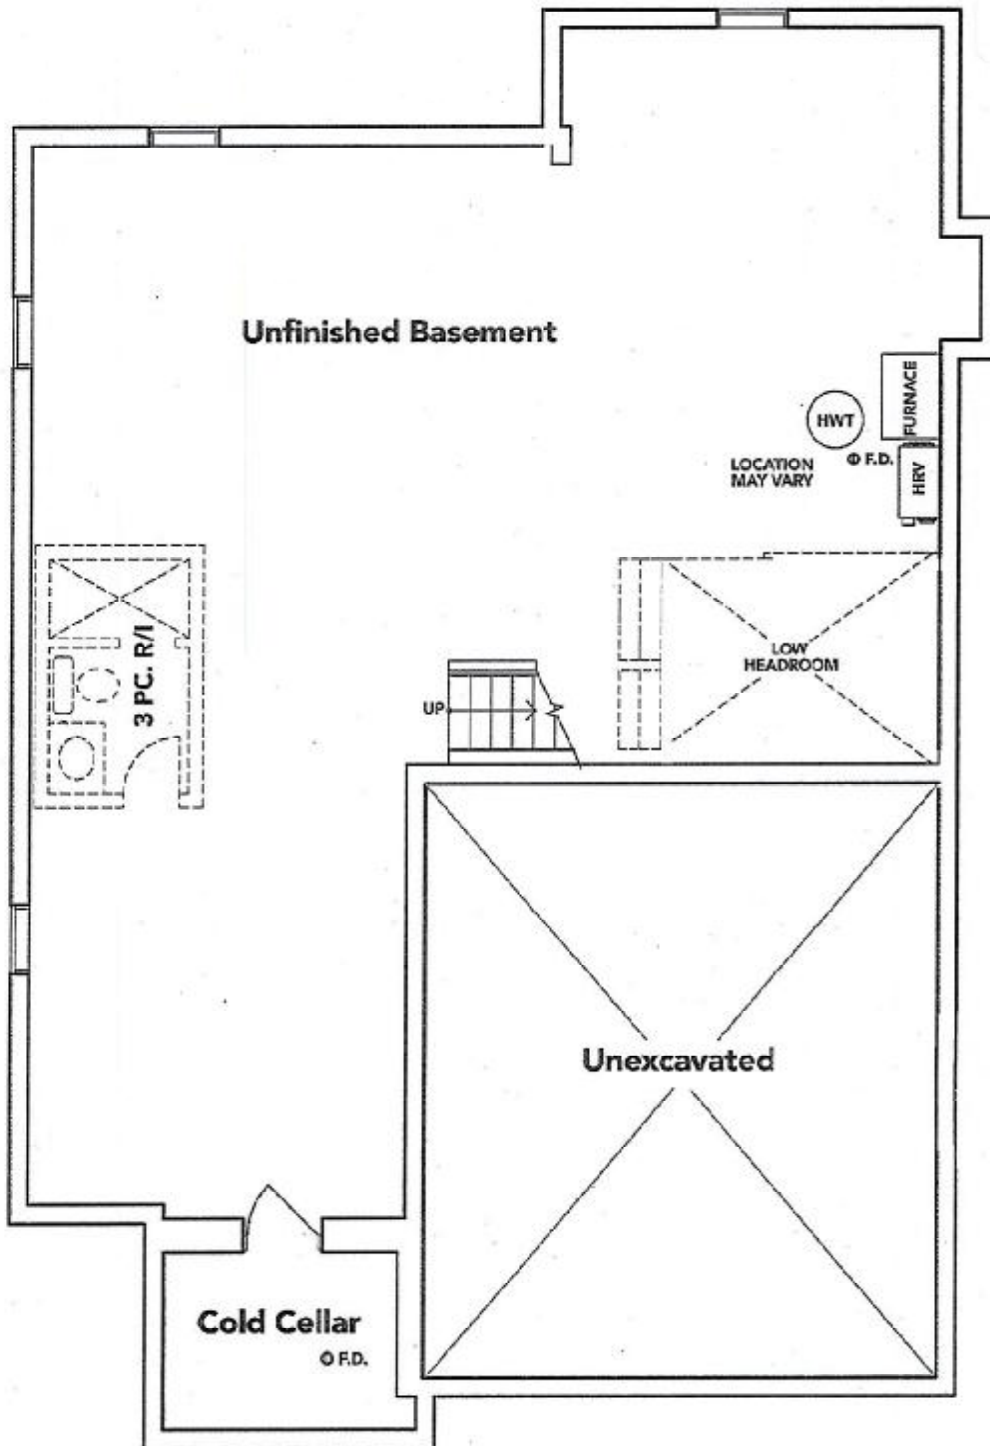 Unfinished Basement
FURNACE
HWT
F.D.
LOCATION
MAY VARY
HRV
3 PC. R/I
LOW
HEADROOM
UP
Unexcavated
Cold Cellar
F.D.